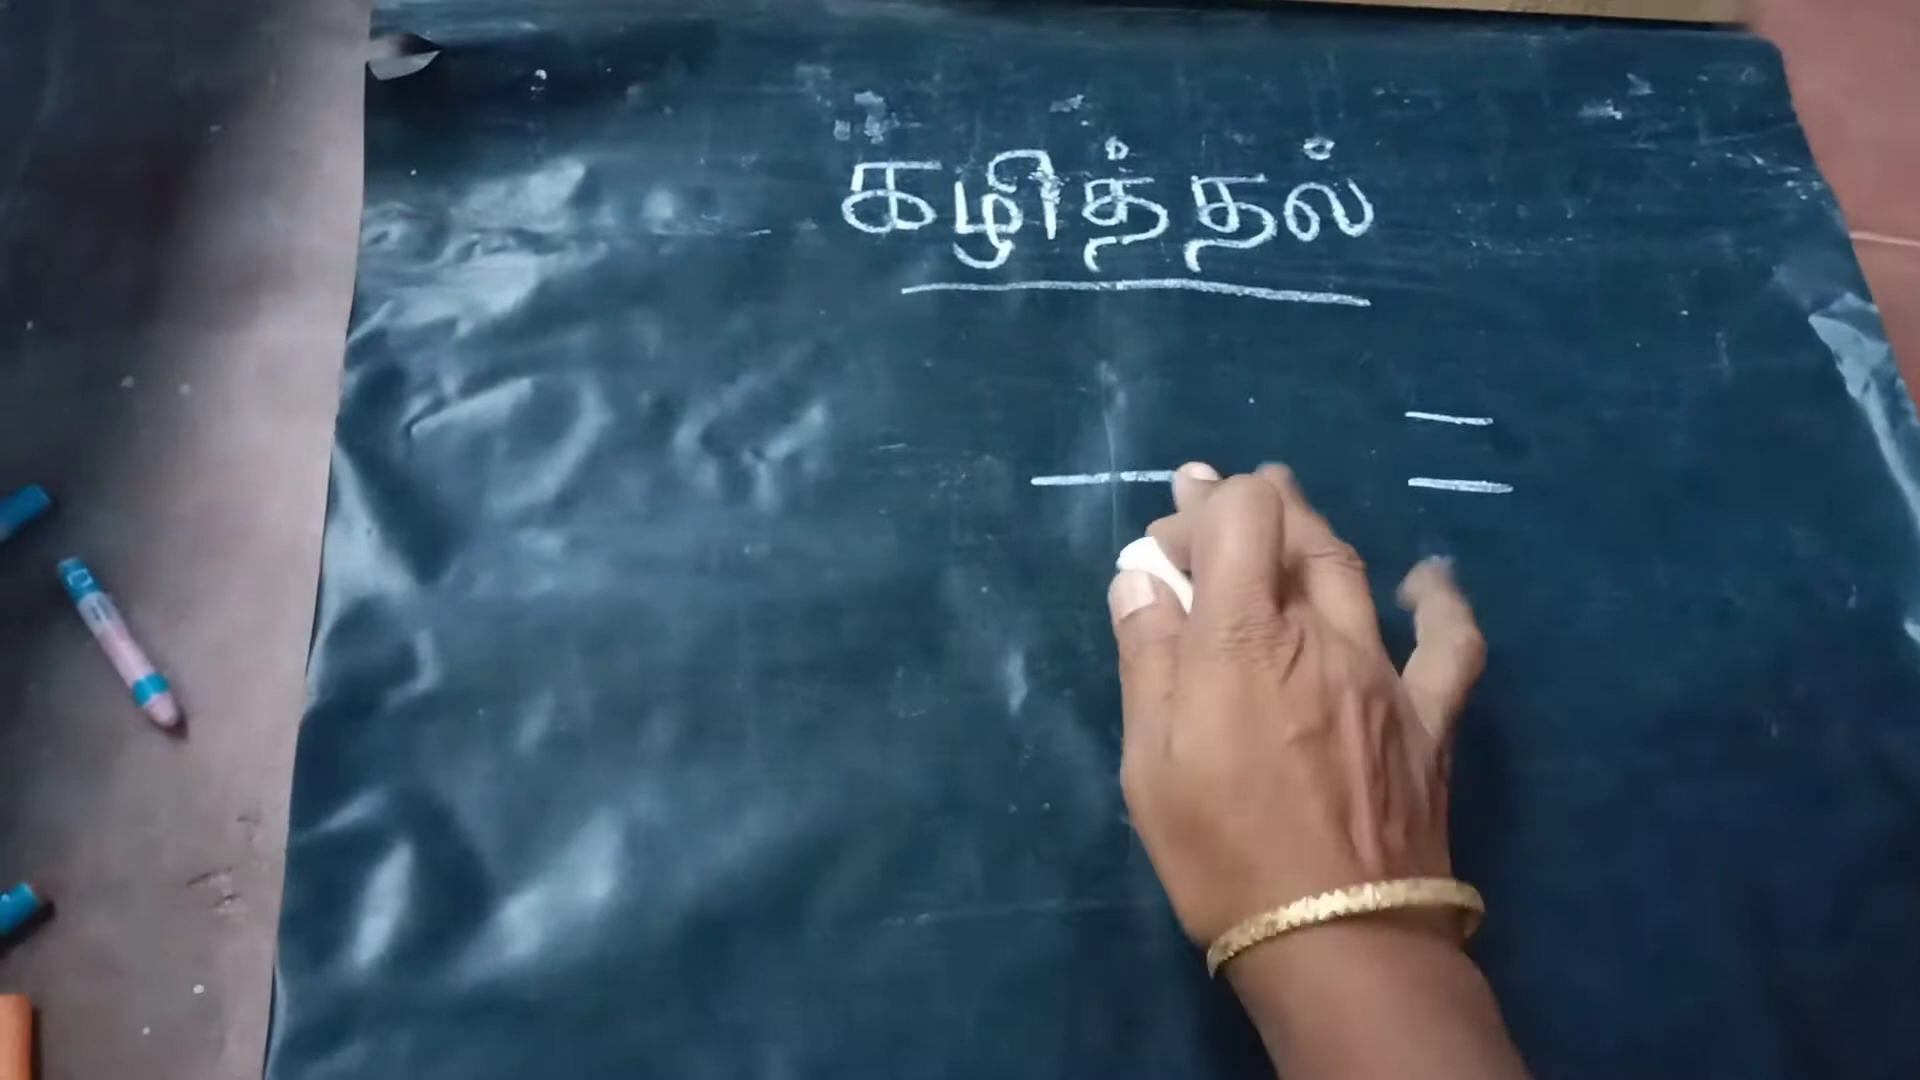 கழித்தல்
— =